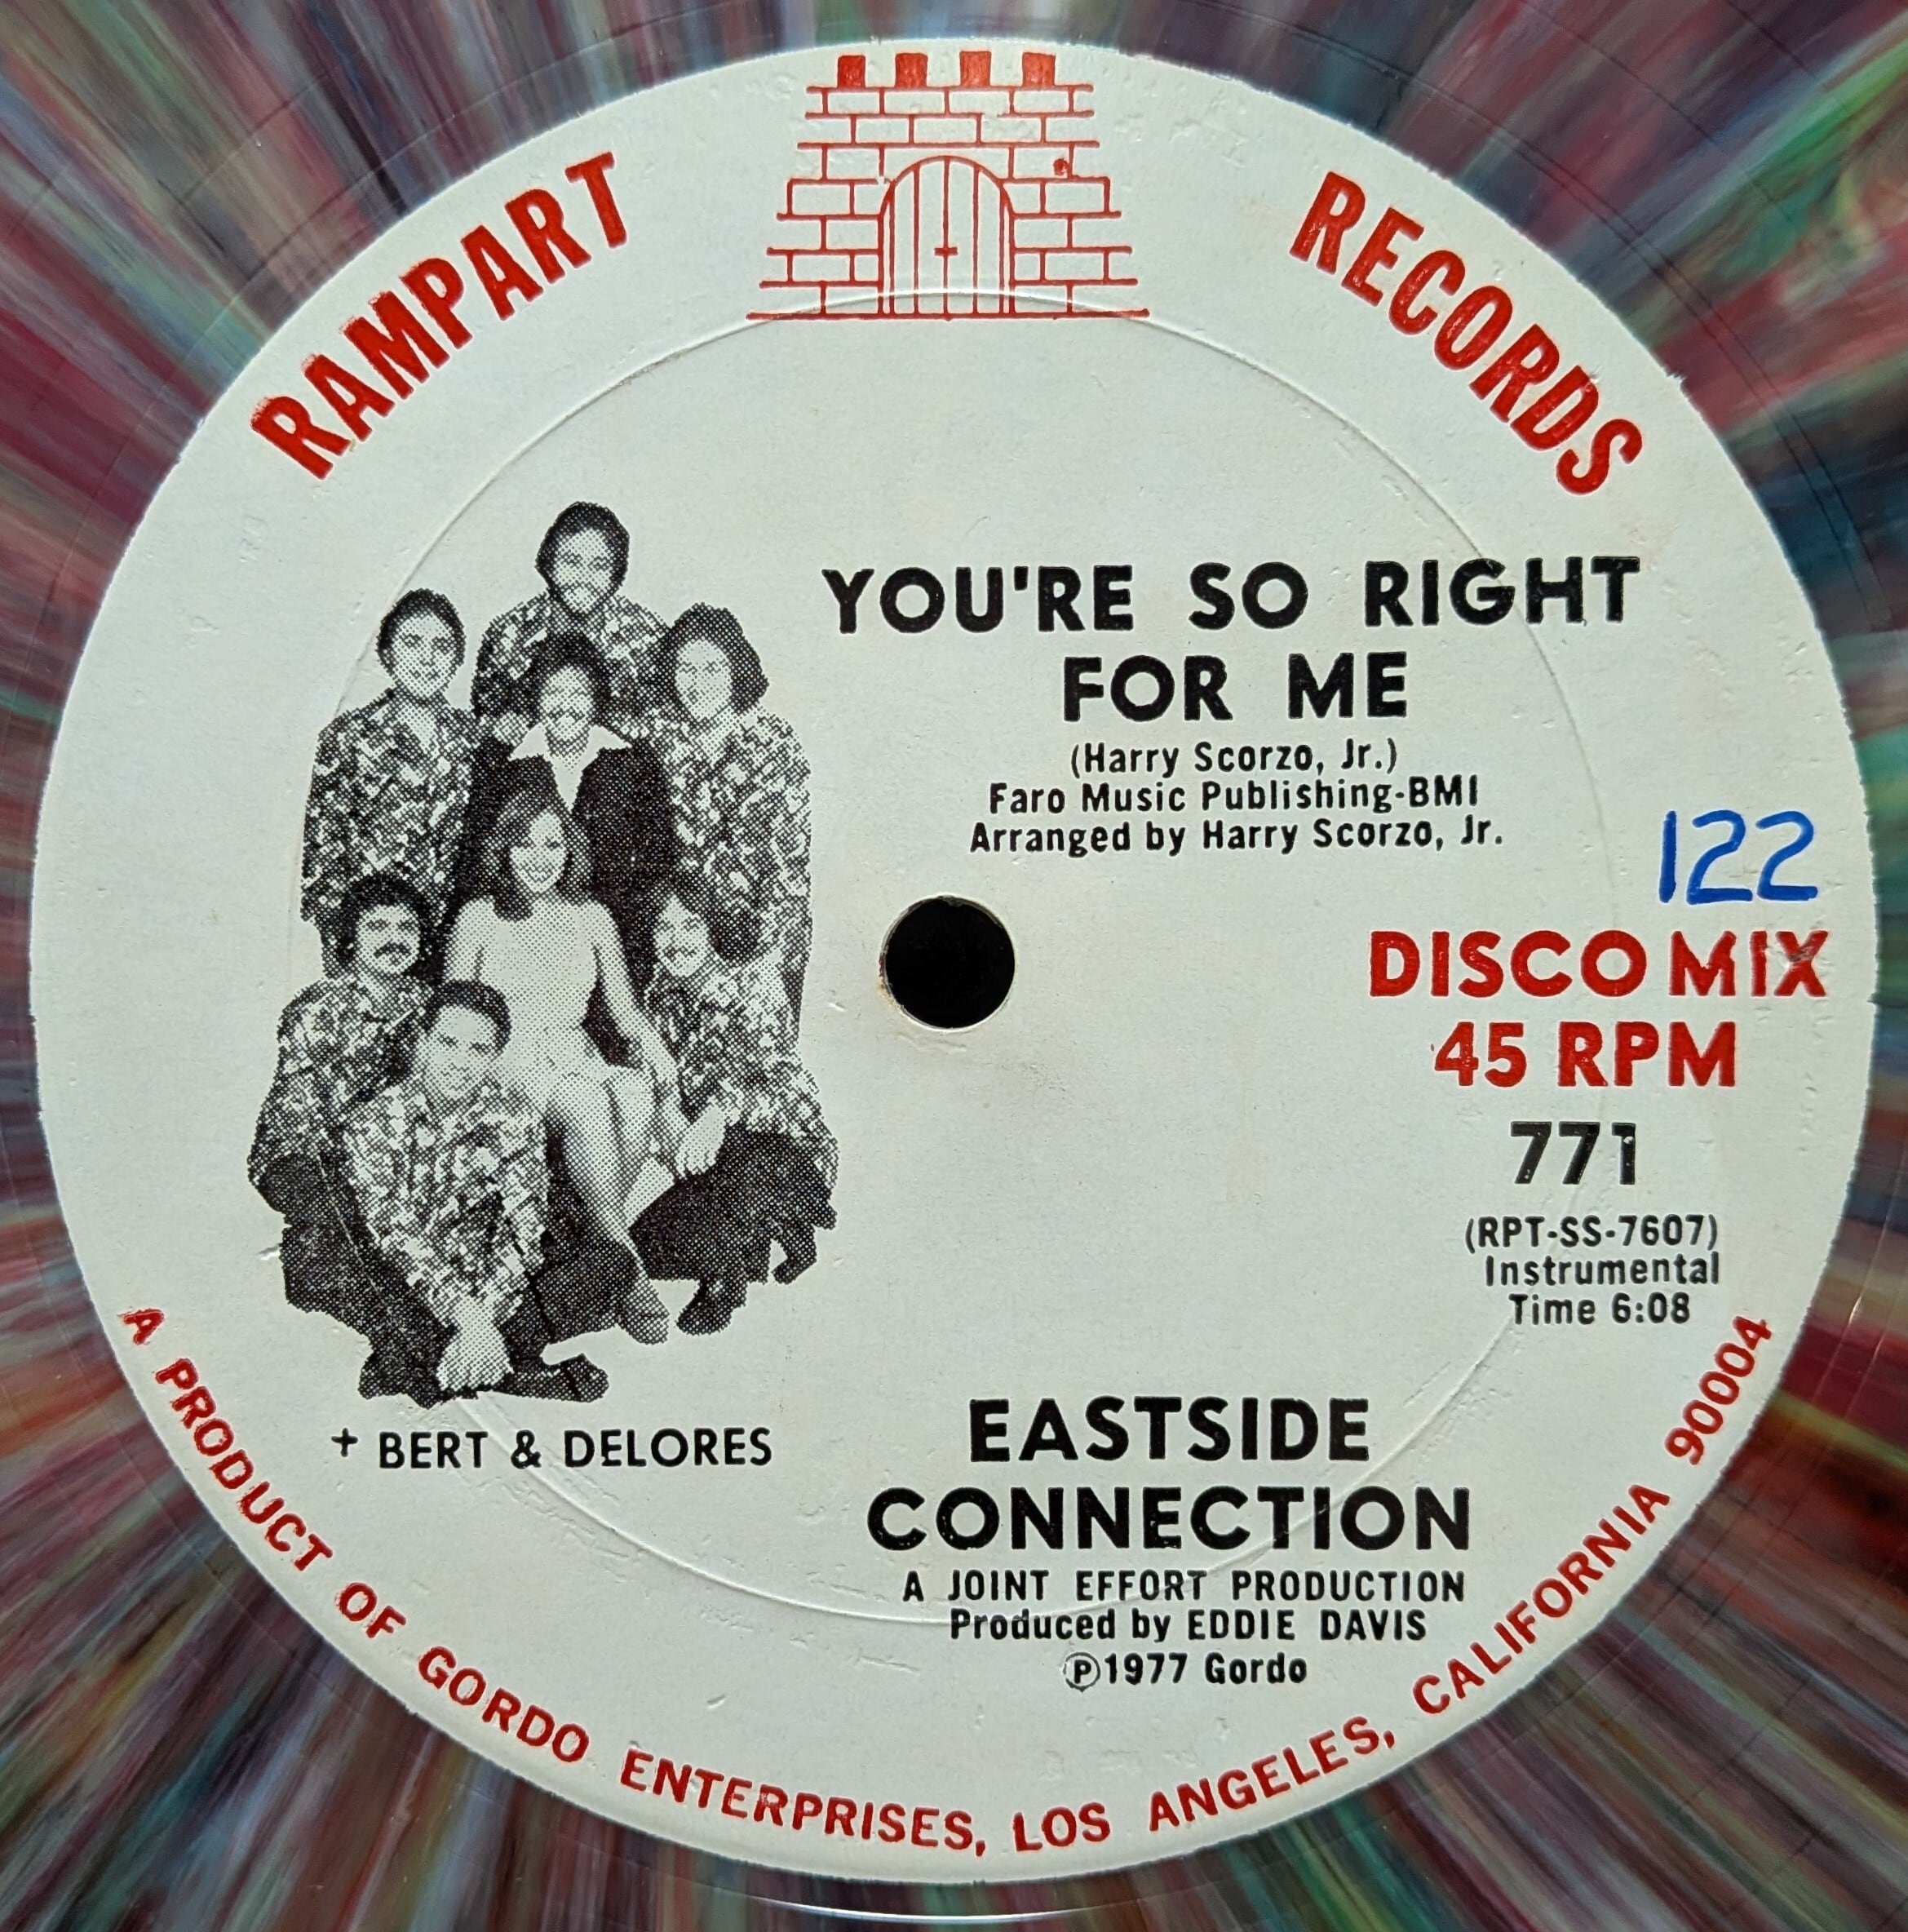 RAMPART RECORDS
YOU'RE SO RIGHT
FOR ME
(Harry Scorzo, Jr.)
Faro Music Publishing-BMI
Arranged by Harry Scorzo, Jr.
122
DISCO MIX
45 RPM
771
(RPT-SS-7607)
Instrumental
Time 6:08
+ BERT & DELORES
EASTSIDE
CONNECTION
A JOINT EFFORT PRODUCTION
Produced by EDDIE DAVIS
Ⓟ1977 Gordo
A PRODUCT OF GORDO ENTERPRISES, LOS ANGELES, CALIFORNIA 90004